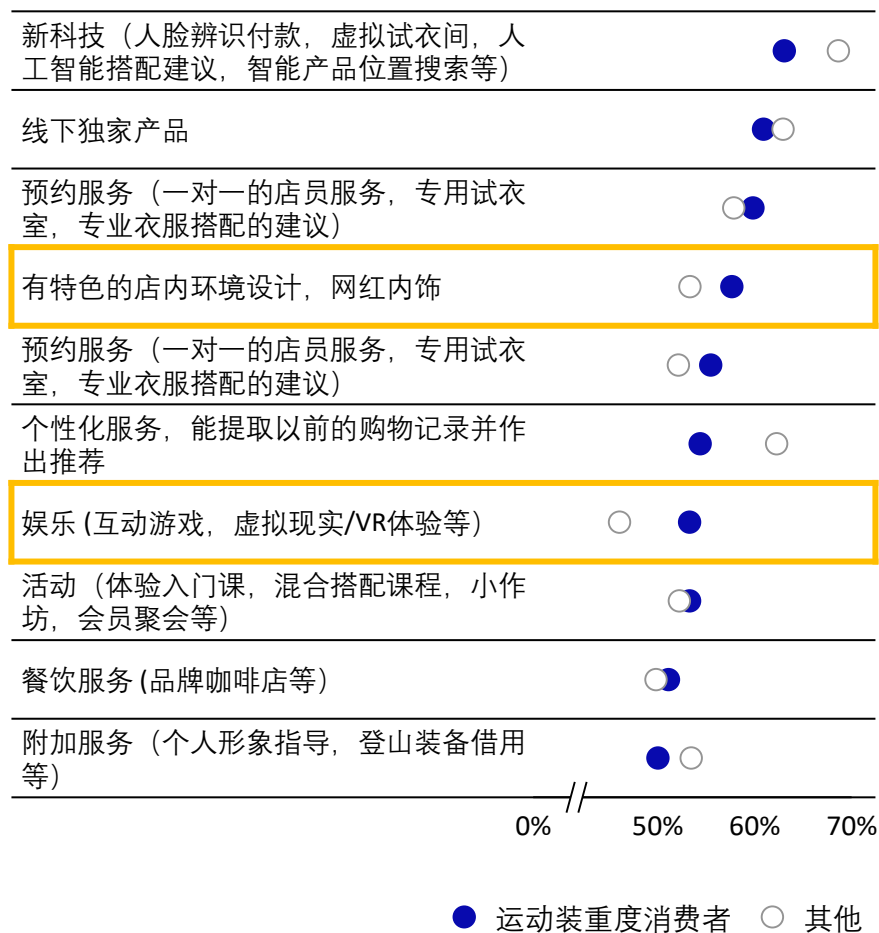 新科技（人脸辨识付款，虚拟试衣间，人
工智能搭配建议，智能产品位置搜索等）
线下独家产品
预约服务（一对一的店员服务，专用试衣
室，专业衣服搭配的建议）
有特色的店内环境设计，网红内饰
预约服务（一对一的店员服务，专用试衣
室，专业衣服搭配的建议）
个性化服务，能提取以前的购物记录并作
出推荐
娱乐 (互动游戏，虚拟现实/VR体验等）
活动（体验入门课，混合搭配课程，小作
坊，会员聚会等）
餐饮服务 (品牌咖啡店等）
附加服务（个人形象指导，登山装备借用
等）
0% 50% 60% 70%
运动装重度消费者 其他